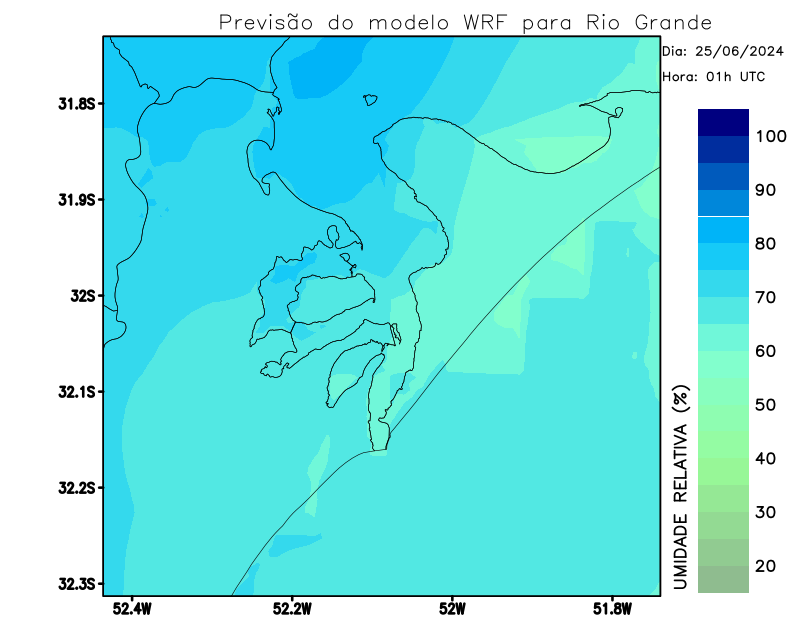 Previsão do modelo WRF para Rio Grande
Dia: 25/06/2024
Hora: 01h UTC
31.8S
31.9S
32S
32.1S
32.2S
32.3S
52.4W
52.2W
52W
51.8W
100
90
80
70
60
50
40
30
20
UMIDADE RELATIVA (%)